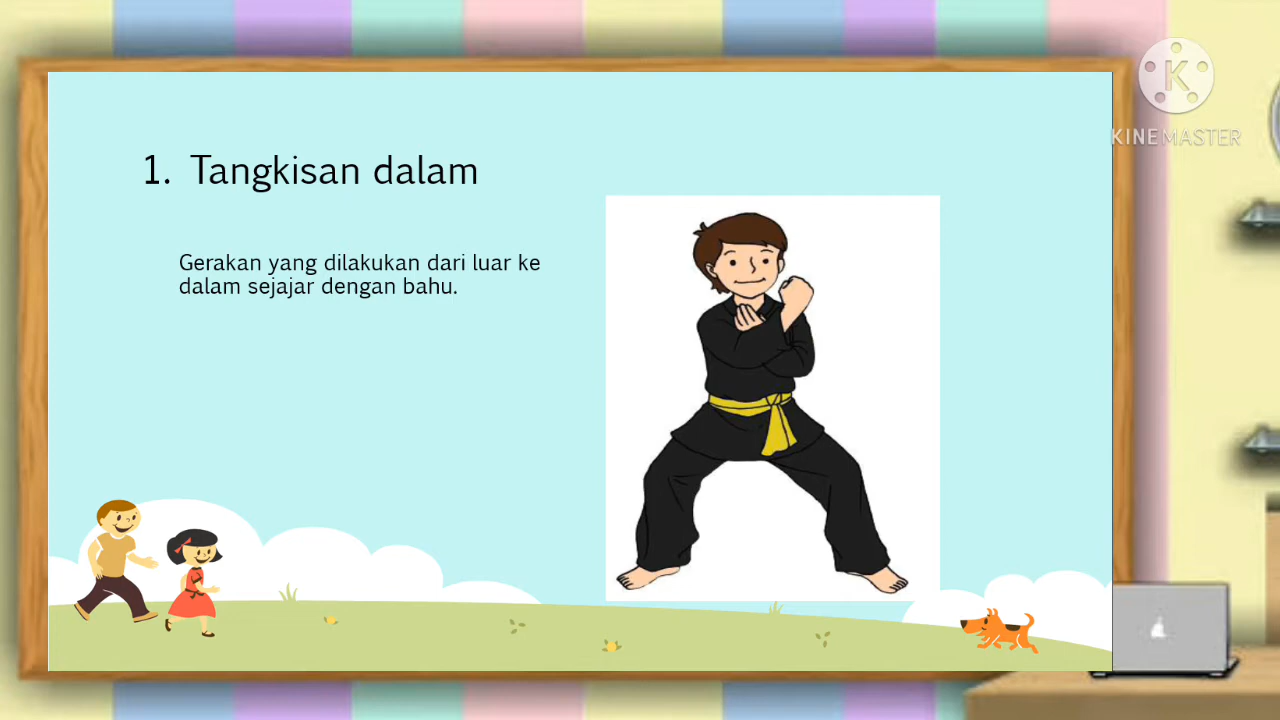 1. Tangkisan dalam
Gerakan yang dilakukan dari luar ke
dalam sejajar dengan bahu.
K
KINEMASTER